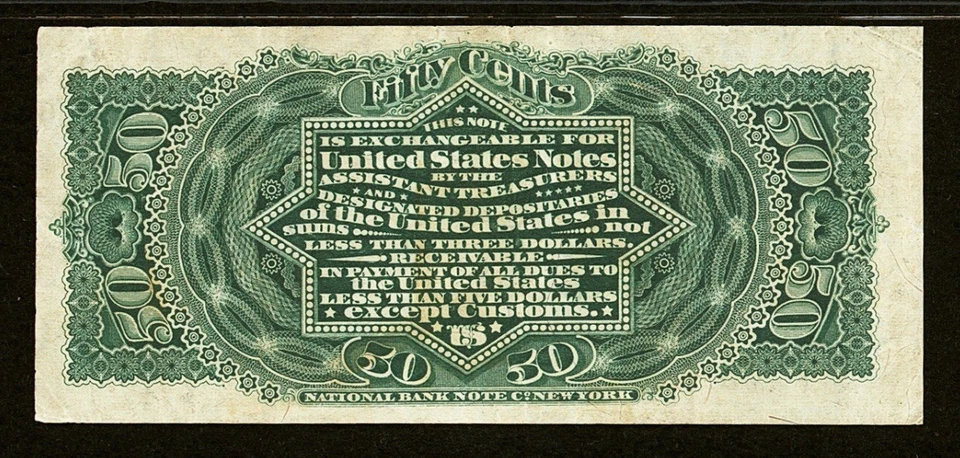 Fifty Cents
THIS NOTE
IS EXCHANGEABLE FOR
United States Notes
BY THE
ASSISTANT TREASURERS
AND
DESIGNATED DEPOSITARIES
of the United States in
sums not
LESS THAN THREE DOLLARS.
RECEIVABLE
IN PAYMENT OF ALL DUES TO
the United States
LESS THAN FIVE DOLLARS
except Customs.
US
50
50
50
50
50
50
NATIONAL BANK NOTE Co. NEW YORK